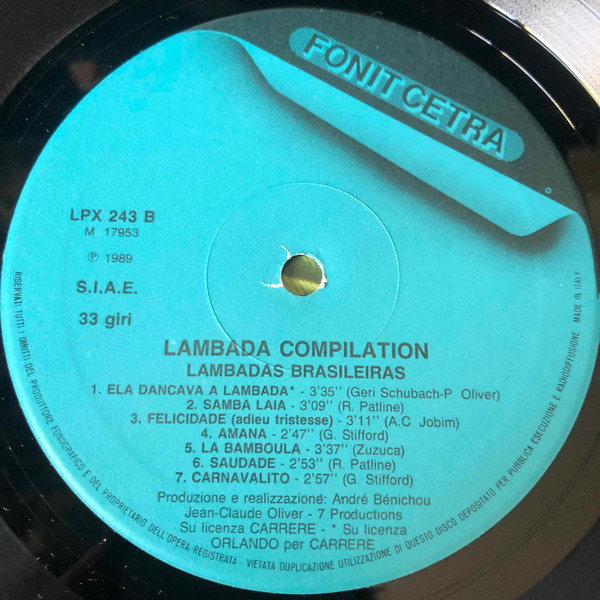 FONIT CETRA
LPX 243 B
M 17953
℗ 1989
S.I.A.E.
33 giri
MADE IN ITALY
LAMBADA COMPILATION
LAMBADAS BRASILEIRAS
1. ELA DANCAVA A LAMBADA* - 3'35'' (Geri Schubach-P Oliver)
2. SAMBA LAIA - 3'09'' (R. Patline)
3. FELICIDADE (adieu tristesse) - 3'11'' (A.C Jobim)
4. AMANA - 2'47'' (G. Stifford)
5. LA BAMBOULA - 3'37'' (Zuzuca)
6. SAUDADE - 2'53'' (R. Patline)
7. CARNAVALITO - 2'57'' (G. Stifford)
Produzione e realizzazione: André Bénichou
Jean-Claude Oliver - 7 Productions
Su licenza CARRERE - * Su licenza
ORLANDO per CARRERE
RISERVATI TUTTI I DIRITTI DEL PRODUTTORE FONOGRAFICO E DEL PROPRIETARIO DELL'OPERA REGISTRATA - VIETATA DUPLICAZIONE UTILIZZAZIONE DI QUESTO DISCO DEPOSITATO PER PUBBLICA ESECUZIONE E RADIODIFFUSIONE